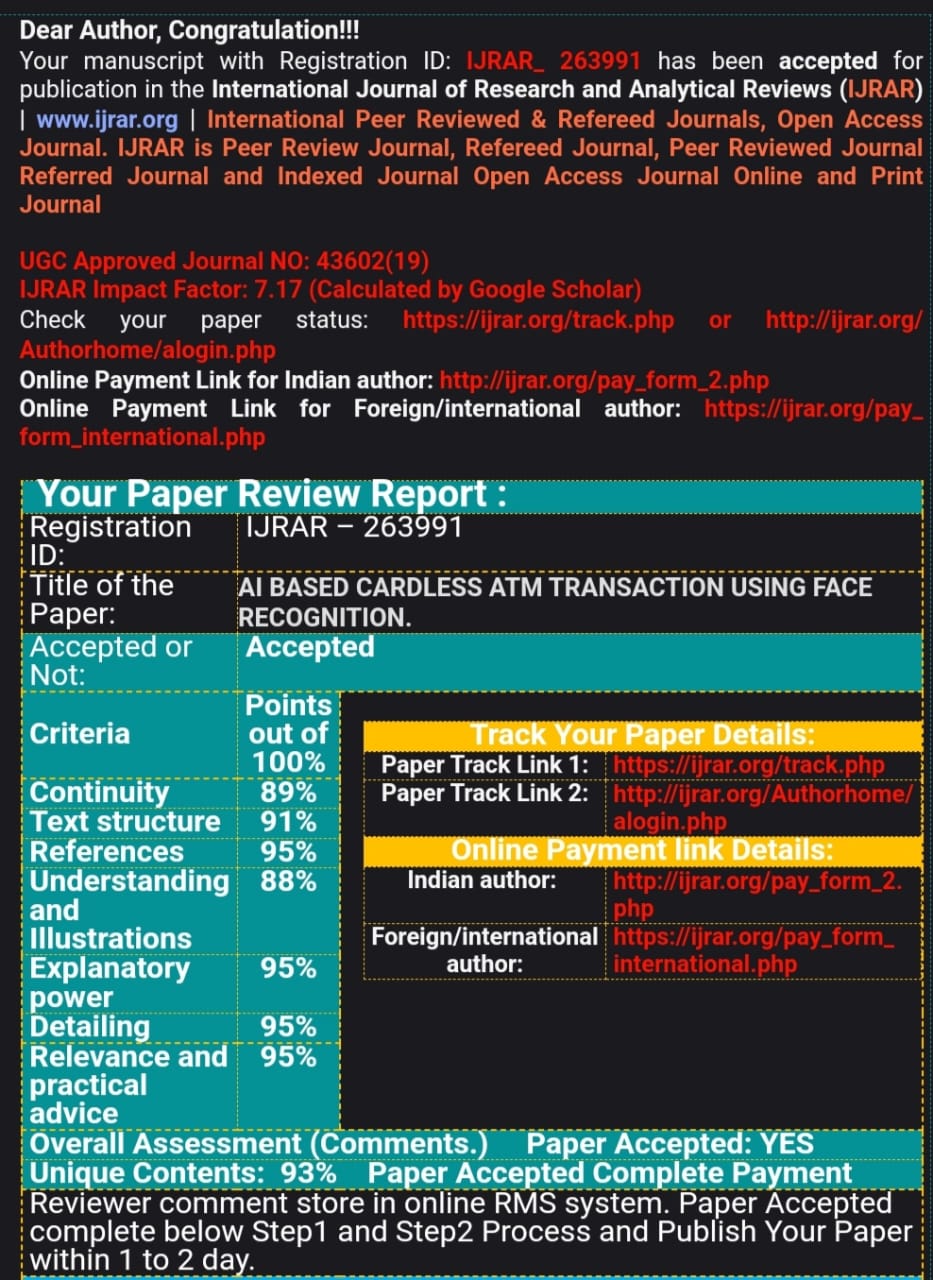 Dear Author, Congratulation!!!
Your manuscript with Registration ID: IJRAR_ 263991 has been accepted for
publication in the International Journal of Research and Analytical Reviews (IJRAR)
| www.ijrar.org | International Peer Reviewed & Refereed Journals, Open Access
Journal. IJRAR is Peer Review Journal, Refereed Journal, Peer Reviewed Journal
Referred Journal and Indexed Journal Open Access Journal Online and Print
Journal
UGC Approved Journal NO: 43602(19)
IJRAR Impact Factor: 7.17 (Calculated by Google Scholar)
Check your paper status: https://ijrar.org/track.php or http://ijrar.org/
Authorhome/alogin.php
Online Payment Link for Indian author: http://ijrar.org/pay_form_2.php
Online Payment Link for Foreign/international author: https://ijrar.org/pay_
form_international.php
Your Paper Review Report :
Registration
ID:
IJRAR – 263991
Title of the
Paper:
AI BASED CARDLESS ATM TRANSACTION USING FACE
RECOGNITION.
Accepted or
Not:
Accepted
Criteria
Points
out of
100%
Continuity 89%
Text structure 91%
References 95%
Understanding 88%
and
Illustrations
Explanatory 95%
power
Detailing 95%
Relevance and 95%
practical
advice
Track Your Paper Details:
Paper Track Link 1: https://ijrar.org/track.php
Paper Track Link 2: http://ijrar.org/Authorhome/
alogin.php
Online Payment link Details:
Indian author: http://ijrar.org/pay_form_2.
php
Foreign/international https://ijrar.org/pay_form_
author: international.php
Overall Assessment (Comments.) Paper Accepted: YES
Unique Contents: 93% Paper Accepted Complete Payment
Reviewer comment store in online RMS system. Paper Accepted
complete below Step1 and Step2 Process and Publish Your Paper
within 1 to 2 day.